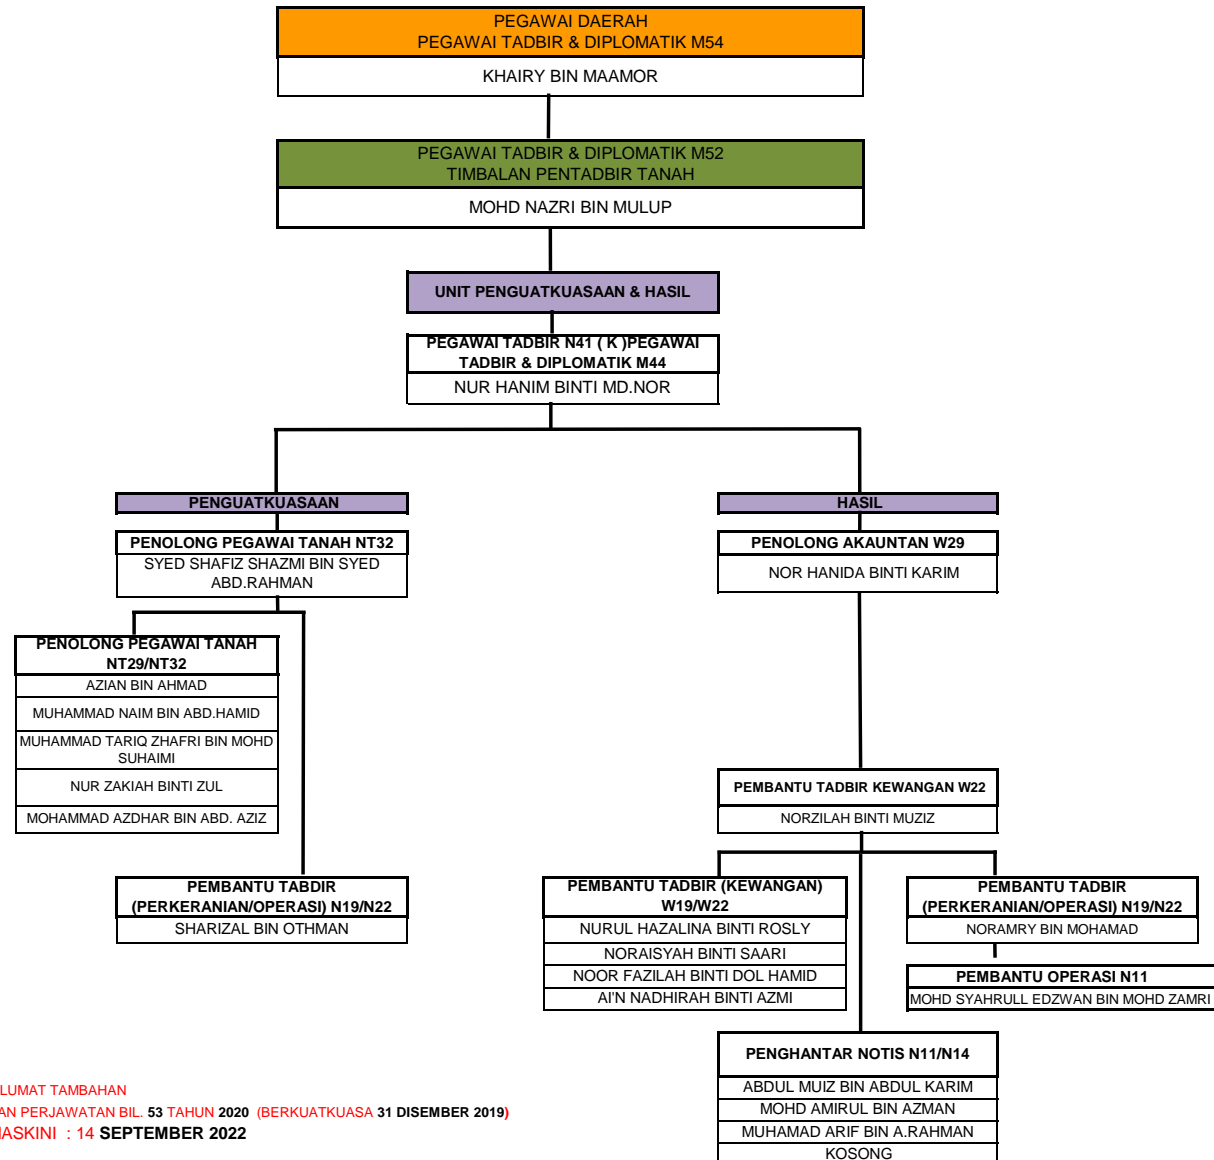 PEGAWAI DAERAH
PEGAWAI TADBIR & DIPLOMATIK M54
KHAIRY BIN MAAMOR
PEGAWAI TADBIR & DIPLOMATIK M52
TIMBALAN PENTADBIR TANAH
MOHD NAZRI BIN MULUP
UNIT PENGUATKUASAAN & HASIL
PEGAWAI TADBIR N41 ( K )PEGAWAI
TADBIR & DIPLOMATIK M44
NUR HANIM BINTI MD.NOR
PENGUATKUASAAN
PENOLONG PEGAWAI TANAH NT32
SYED SHAFIZ SHAZMI BIN SYED
ABD.RAHMAN
PENOLONG PEGAWAI TANAH
NT29/NT32
AZIAN BIN AHMAD
MUHAMMAD NAIM BIN ABD.HAMID
MUHAMMAD TARIQ ZHAFRI BIN MOHD
SUHAIMI
NUR ZAKIAH BINTI ZUL
MOHAMMAD AZDHAR BIN ABD. AZIZ
PEMBANTU TABDIR
(PERKERANIAN/OPERASI) N19/N22
SHARIZAL BIN OTHMAN
HASIL
PENOLONG AKAUNTAN W29
NOR HANIDA BINTI KARIM
PEMBANTU TADBIR KEWANGAN W22
NORZILAH BINTI MUZIZ
PEMBANTU TADBIR (KEWANGAN)
W19/W22
NURUL HAZALINA BINTI ROSLY
NORAISYAH BINTI SAARI
NOOR FAZILAH BINTI DOL HAMID
AI'N NADHIRAH BINTI AZMI
PEMBANTU TADBIR
(PERKERANIAN/OPERASI) N19/N22
NORAMRY BIN MOHAMAD
PEMBANTU OPERASI N11
MOHD SYAHRULL EDZWAN BIN MOHD ZAMRI
PENGHANTAR NOTIS N11/N14
ABDUL MUIZ BIN ABDUL KARIM
MOHD AMIRUL BIN AZMAN
MUHAMAD ARIF BIN A.RAHMAN
KOSONG
LUMAT TAMBAHAN
AN PERJAWATAN BIL. 53 TAHUN 2020 (BERKUATKUASA 31 DISEMBER 2019)
ASKINI : 14 SEPTEMBER 2022